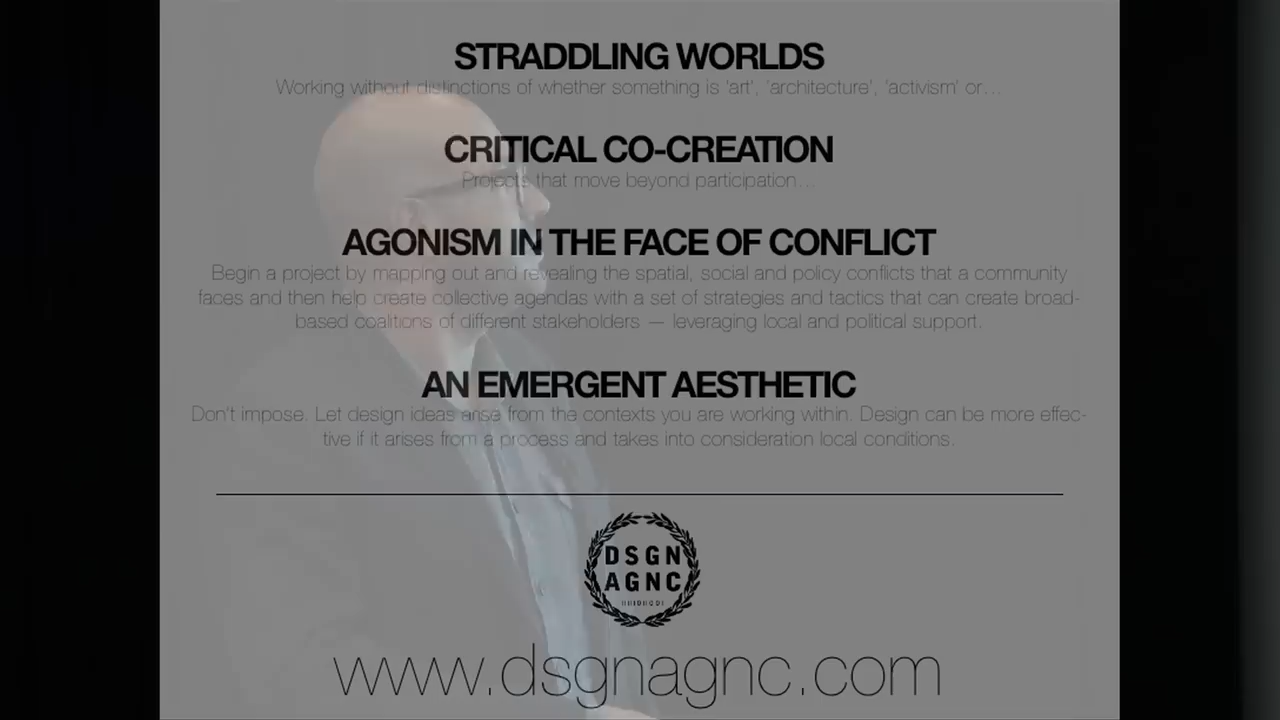 STRADDLING WORLDS
Working without distinctions of whether something is 'art', 'architecture', 'activism' or...
CRITICAL CO-CREATION
Projects that move beyond participation...
AGONISM IN THE FACE OF CONFLICT
Begin a project by mapping out and revealing the spatial, social and policy conflicts that a community
faces and then help create collective agendas with a set of strategies and tactics that can create broad-
based coalitions of different stakeholders — leveraging local and political support.
AN EMERGENT AESTHETIC
Don't impose. Let design ideas arise from the contexts you are working within. Design can be more effec-
tive if it arises from a process and takes into consideration local conditions.
DSGN
AGNC
www.dsgnagnc.com